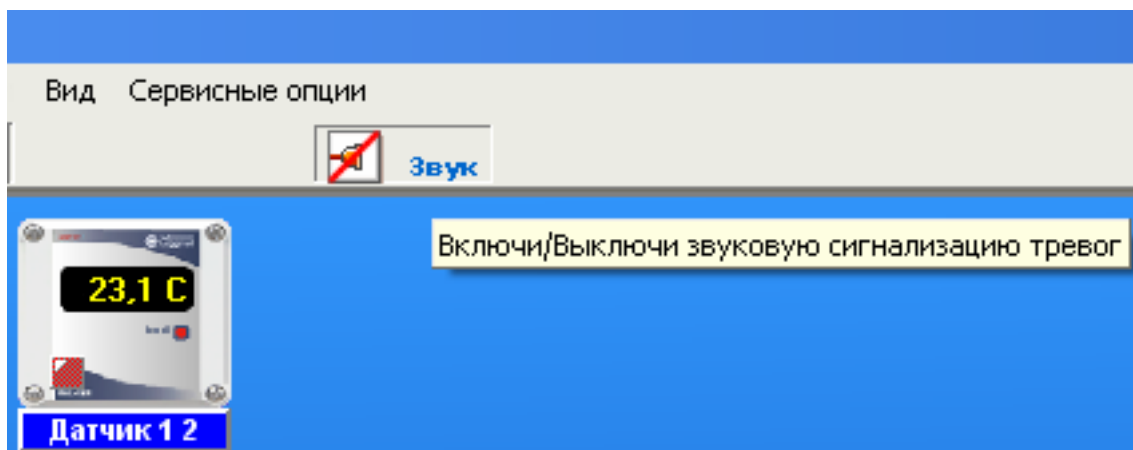 Вид Сервисные опции
Звук
Включи/Выключи звуковую сигнализацию тревог
23,1 C
Датчик 1 2